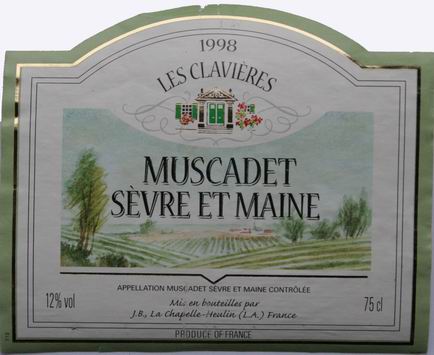 1998
LES CLAVIÈRES
MUSCADET
SÈVRE ET MAINE
APPELLATION MUSCADET SÈVRE ET MAINE CONTRÔLÉE
12% vol
Mis en bouteilles par
75 cl
J.B., La Chapelle-Heulin (L.A.) France
PRODUCE OF FRANCE